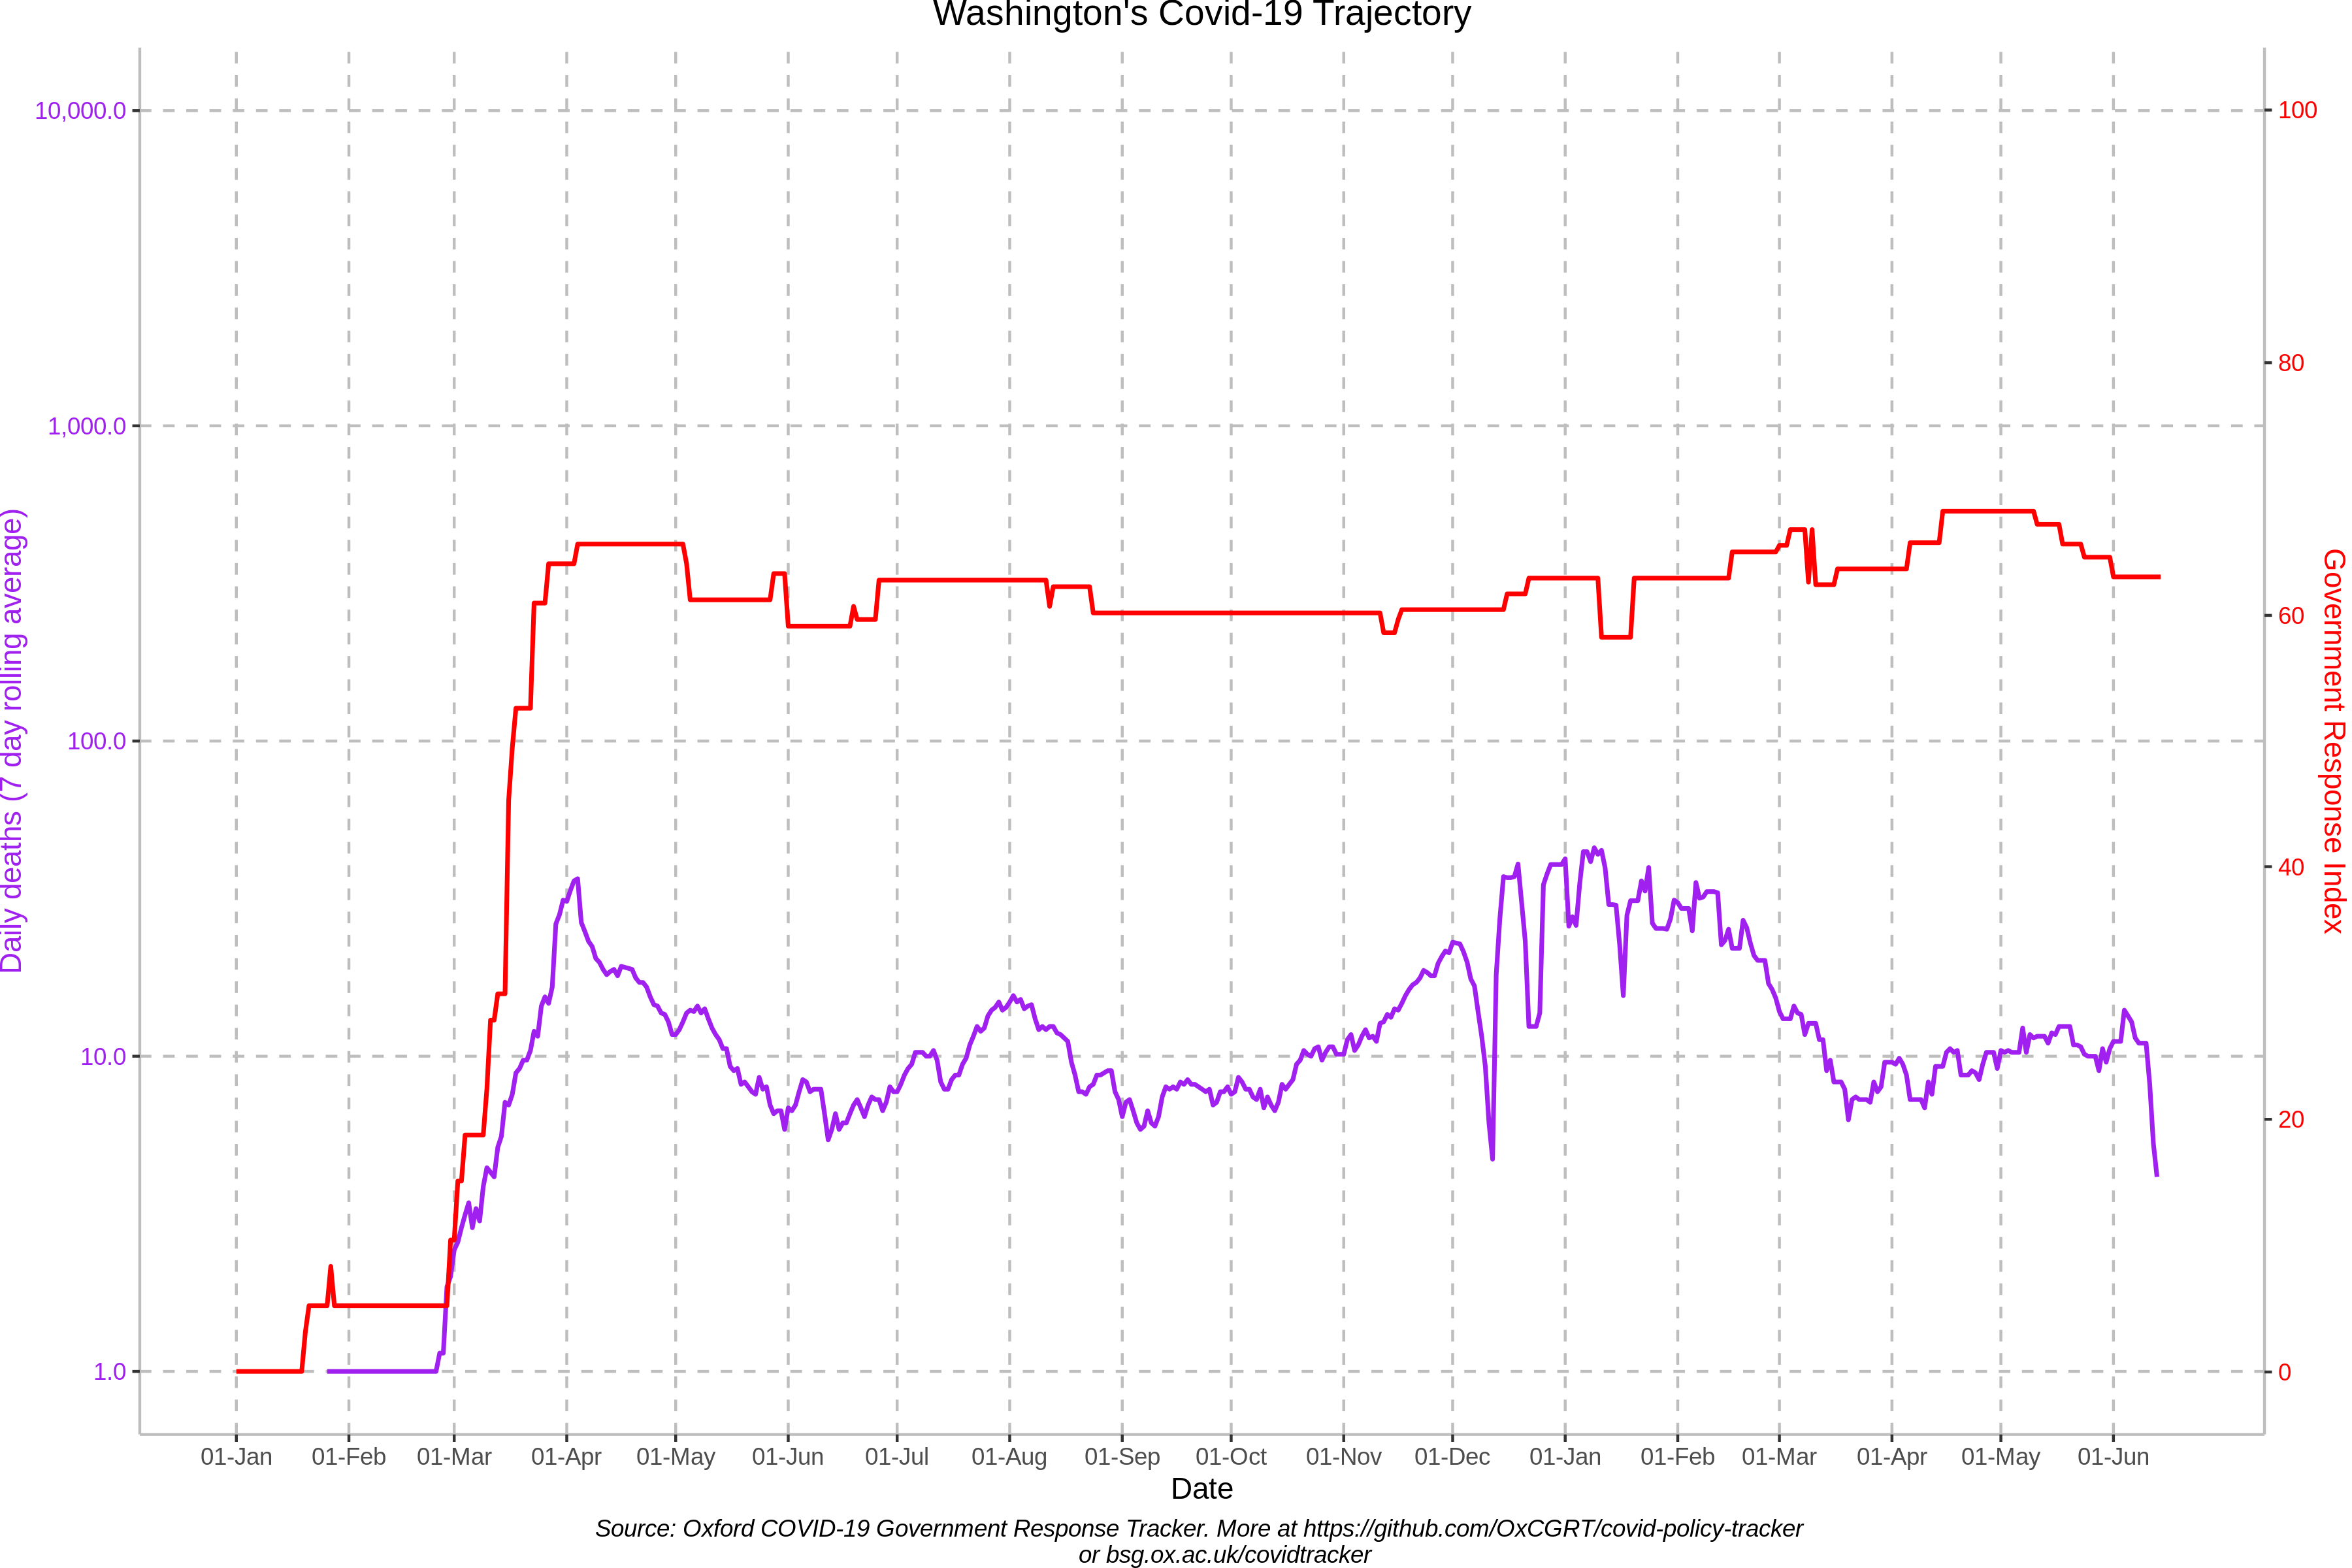 Washington's Covid-19 Trajectory
10,000.0
1,000.0
100.0
10.0
1.0
Daily deaths (7 day rolling average)
100
80
60
40
20
0
Government Response Index
01-Jan 01-Feb 01-Mar 01-Apr 01-May 01-Jun 01-Jul 01-Aug 01-Sep 01-Oct 01-Nov 01-Dec 01-Jan 01-Feb 01-Mar 01-Apr 01-May 01-Jun
Date
Source: Oxford COVID-19 Government Response Tracker. More at https://github.com/OxCGRT/covid-policy-tracker
or bsg.ox.ac.uk/covidtracker